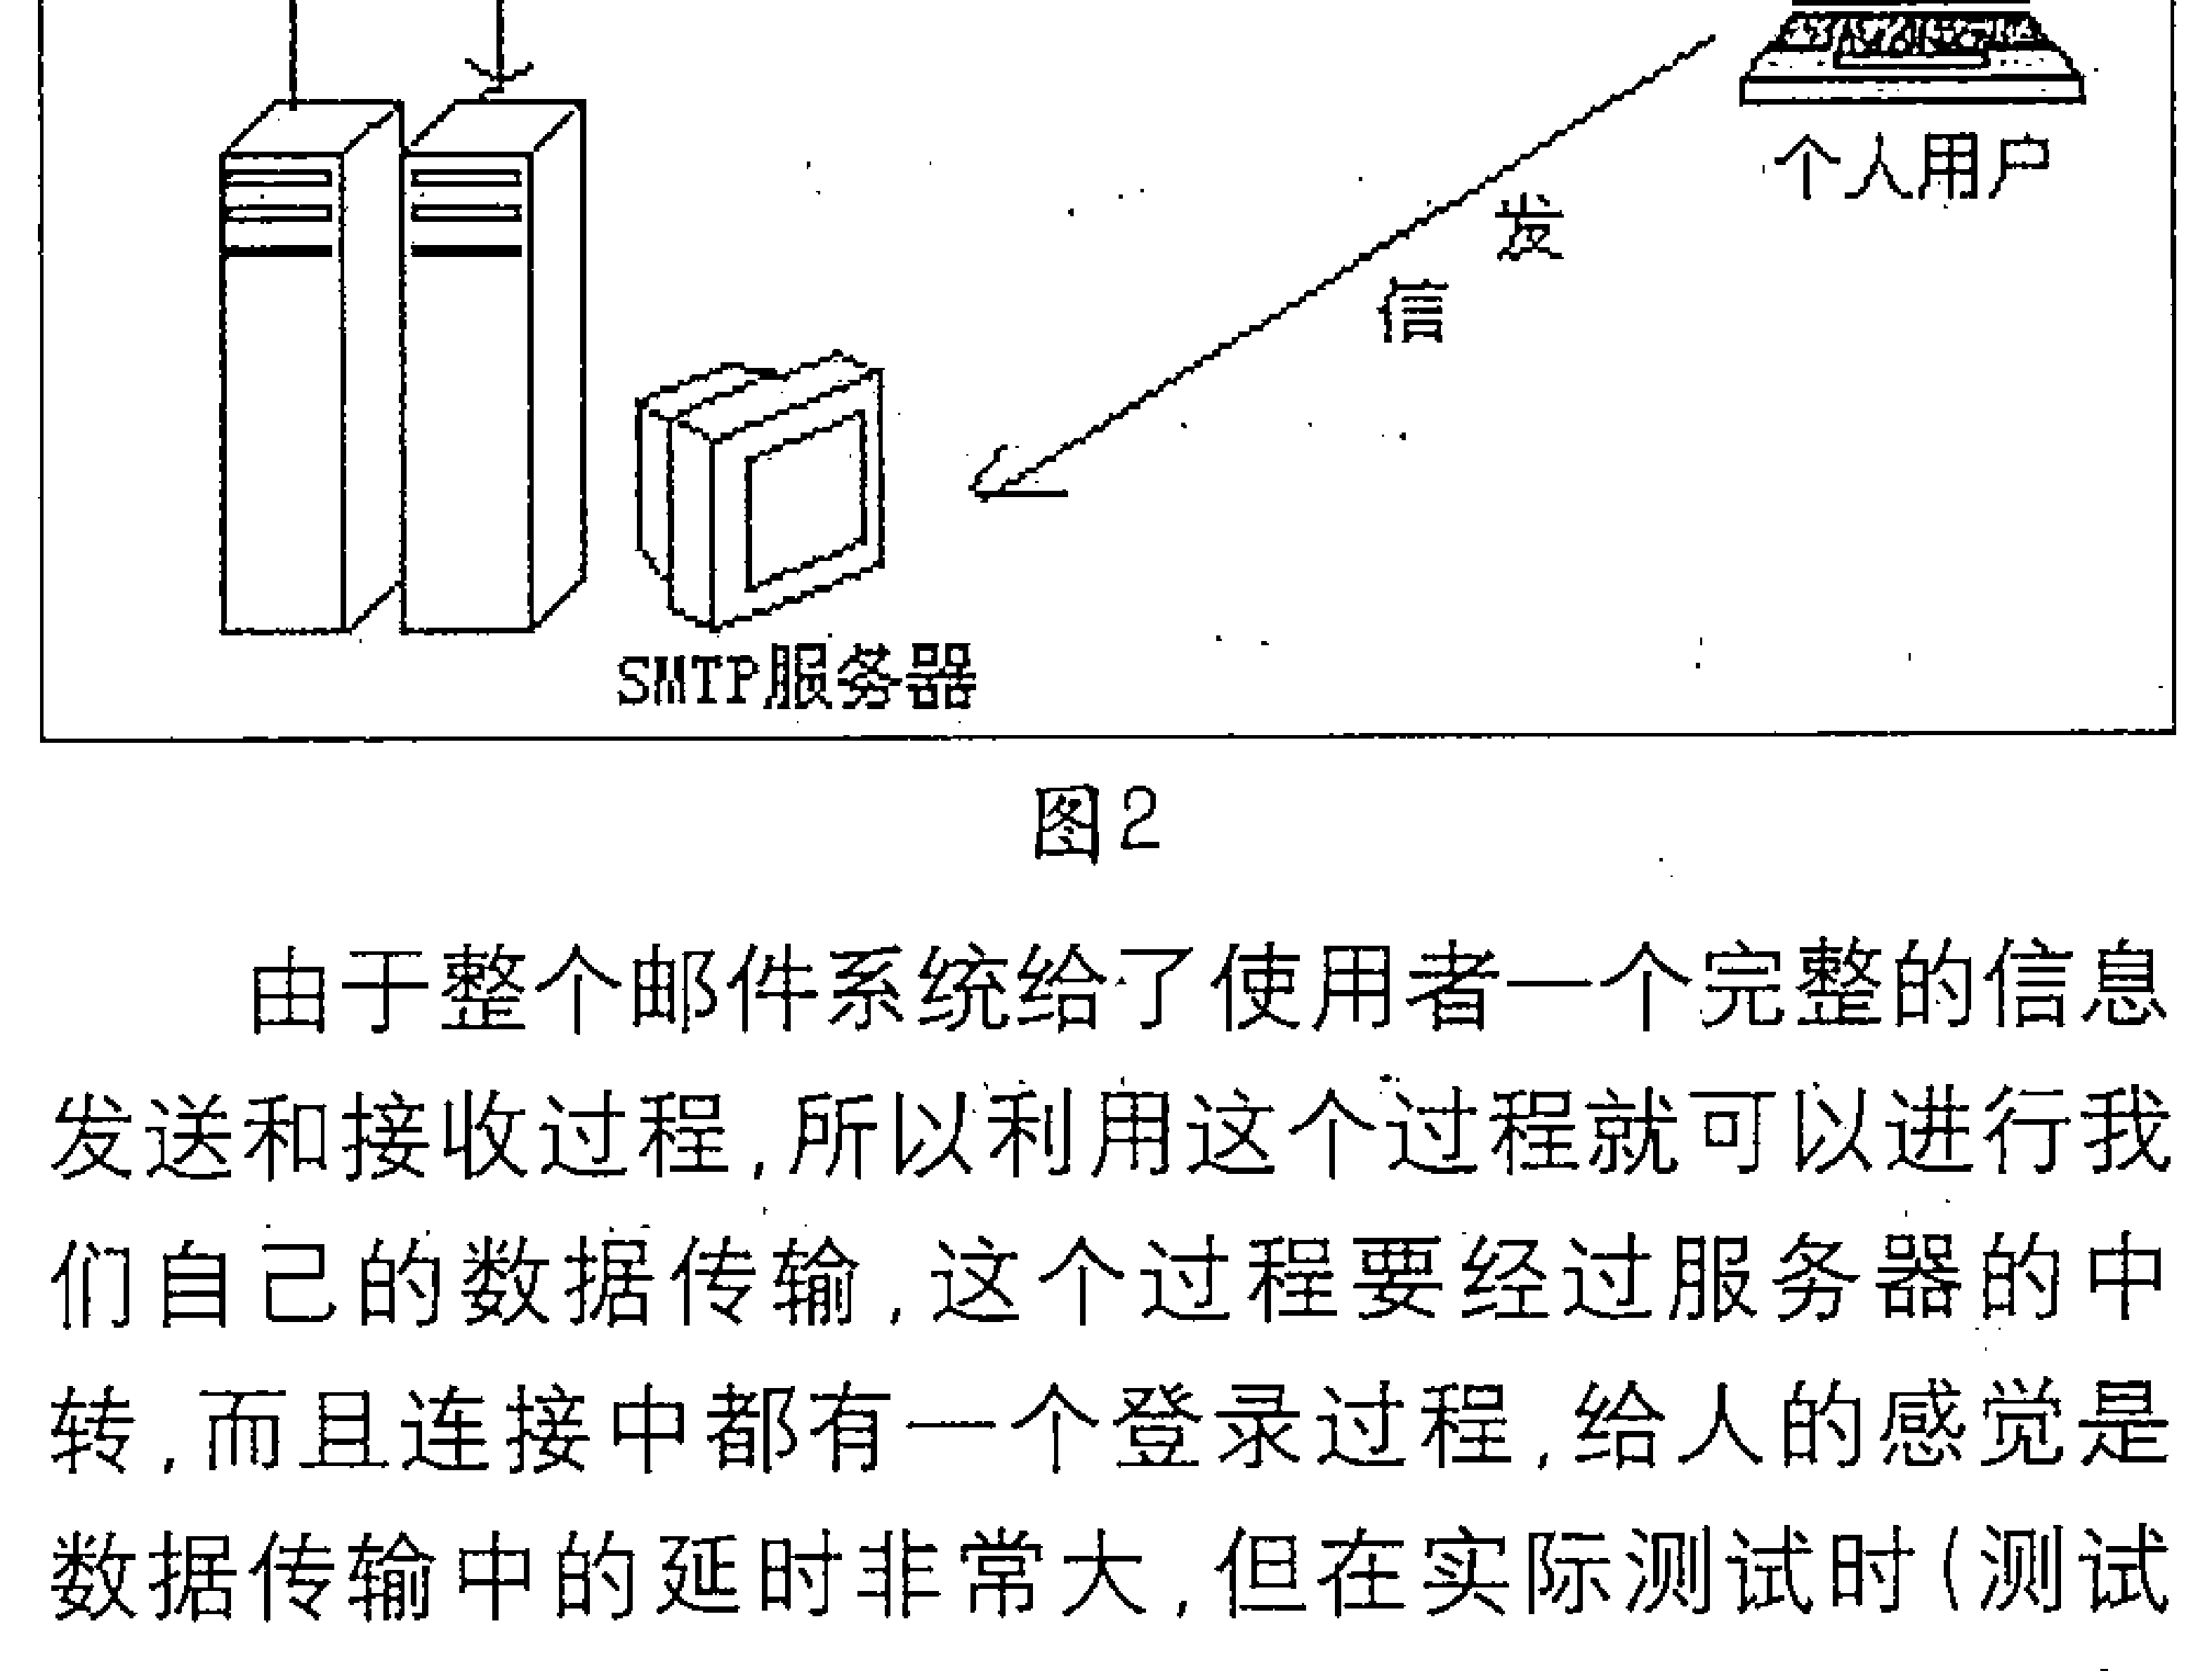 个人用户
发
信
SMTP服务器
图2
由于整个邮件系统给了使用者一个完整的信息
发送和接收过程,所以利用这个过程就可以进行我
们自己的数据传输,这个过程要经过服务器的中
转,而且连接中都有一个登录过程,给人的感觉是
数据传输中的延时非常大,但在实际测试时(测试